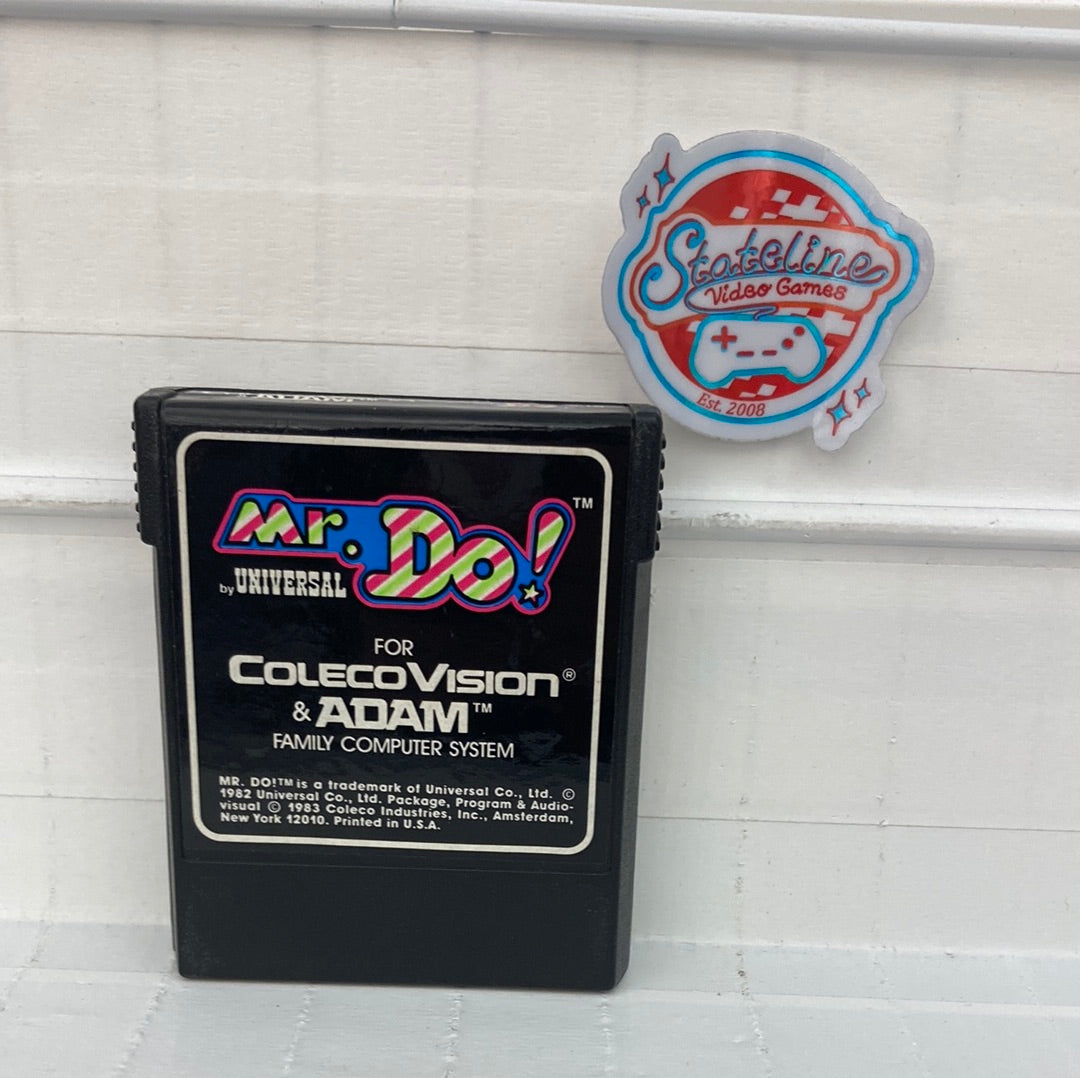 Stateline
Video Games
Est. 2008
ADAM™
Mr. Do!™
by UNIVERSAL
FOR
COLECOVISION®
& ADAM™
FAMILY COMPUTER SYSTEM
MR. DO!™ is a trademark of Universal Co., Ltd. ©
1982 Universal Co., Ltd. Package, Program & Audio-
visual © 1983 Coleco Industries, Inc., Amsterdam,
New York 12010. Printed in U.S.A.